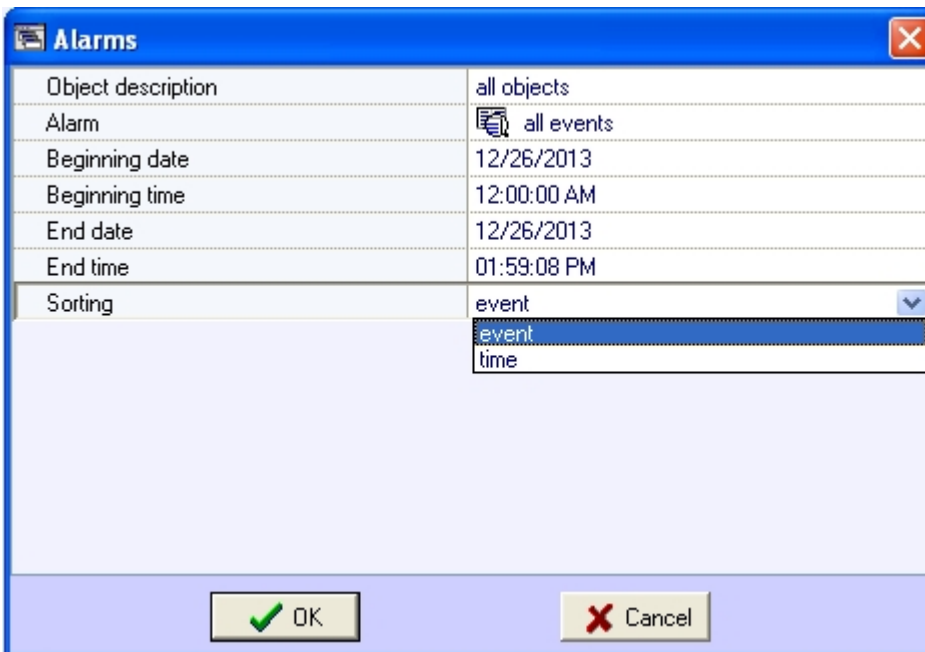 Alarms
Object description all objects
Alarm all events
Beginning date 12/26/2013
Beginning time 12:00:00 AM
End date 12/26/2013
End time 01:59:08 PM
Sorting event
event
time
OK Cancel